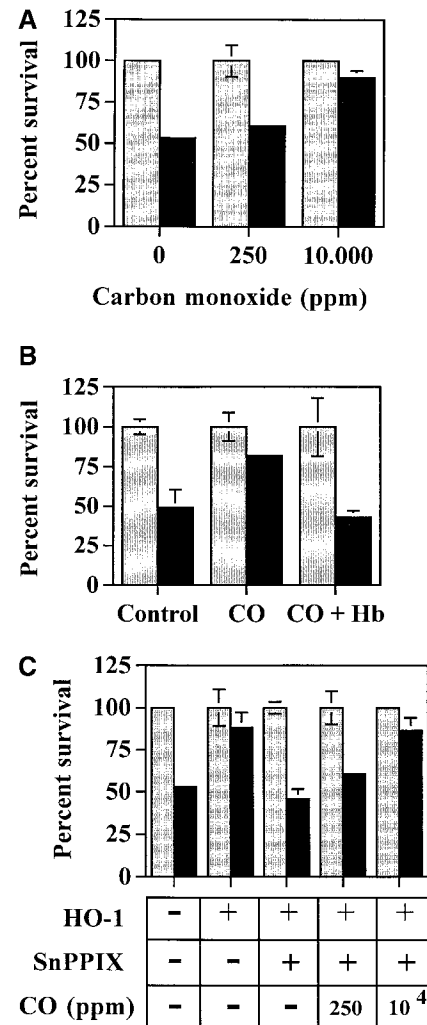 A
Percent survival
125
100
75
50
25
0
0 250 10.000
Carbon monoxide (ppm)
B
Percent survival
125
100
75
50
25
0
Control CO CO + Hb
C
Percent survival
125
100
75
50
25
0
HO-1 - + + + +
SnPPIX - - + + +
CO (ppm) - - - 250 10⁴